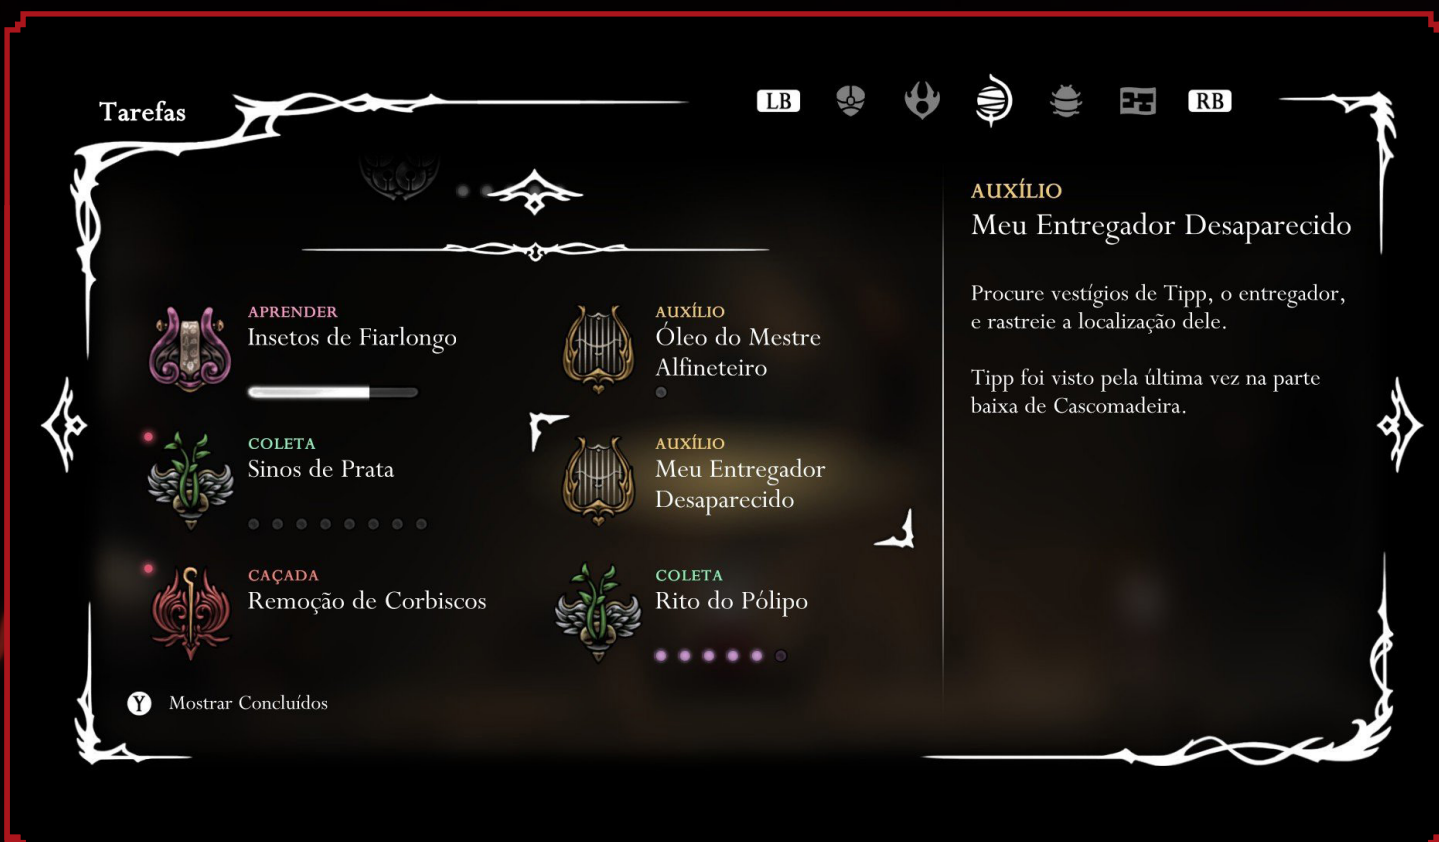 Tarefas
LB
RB
APRENDER
Insetos de Fiarlongo
AUXÍLIO
Óleo do Mestre
Alfineteiro
COLETA
Sinos de Prata
AUXÍLIO
Meu Entregador
Desaparecido
CAÇADA
Remoção de Corbiscos
COLETA
Rito do Pólipo
Y Mostrar Concluídos
AUXÍLIO
Meu Entregador Desaparecido
Procure vestígios de Tipp, o entregador,
e rastreie a localização dele.
Tipp foi visto pela última vez na parte
baixa de Cascomadeira.